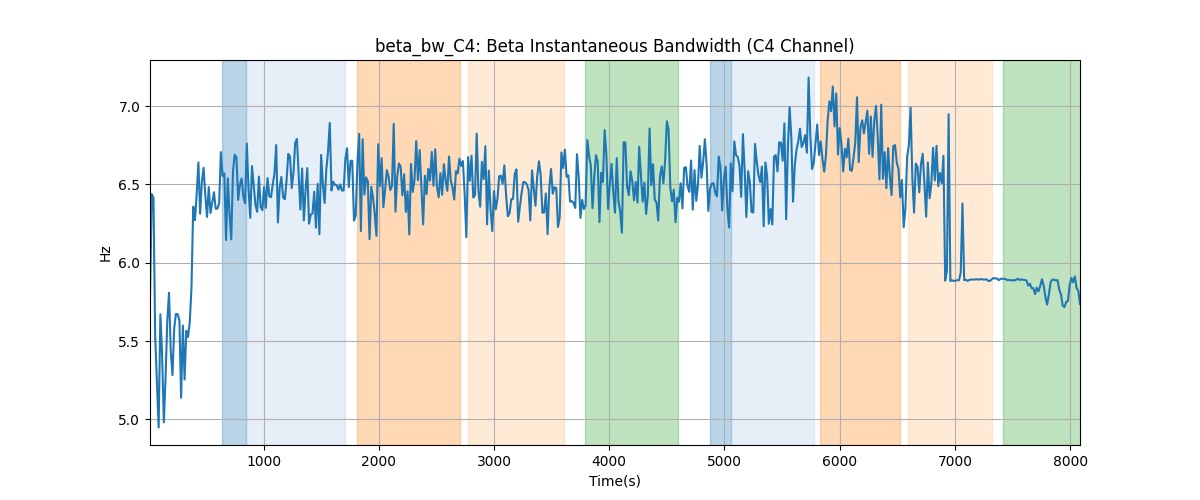 beta_bw_C4: Beta Instantaneous Bandwidth (C4 Channel)
7.0
6.5
6.0
5.5
5.0
Hz
1000 2000 3000 4000 5000 6000 7000 8000
Time(s)